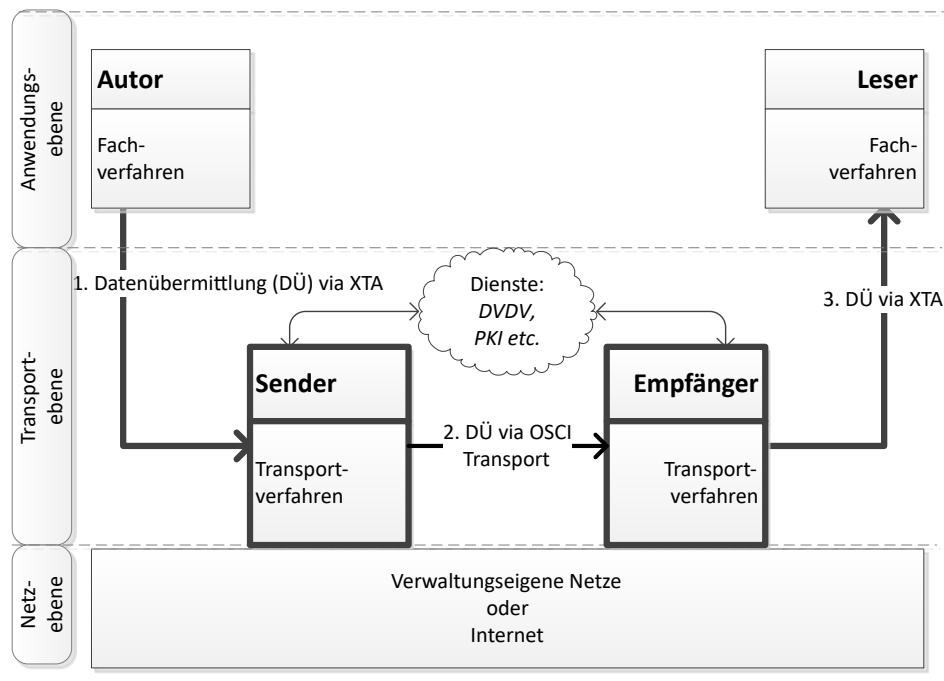 Anwendungs-
ebene
Autor
Fach-
verfahren
Leser
Fach-
verfahren
Transport-
ebene
1. Datenübermittlung (DÜ) via XTA
Dienste:
DVDV,
PKI etc.
3. DÜ via XTA
Sender
Transport-
verfahren
2. DÜ via OSCI
Transport
Empfänger
Transport-
verfahren
Netz-
ebene
Verwaltungseigene Netze
oder
Internet